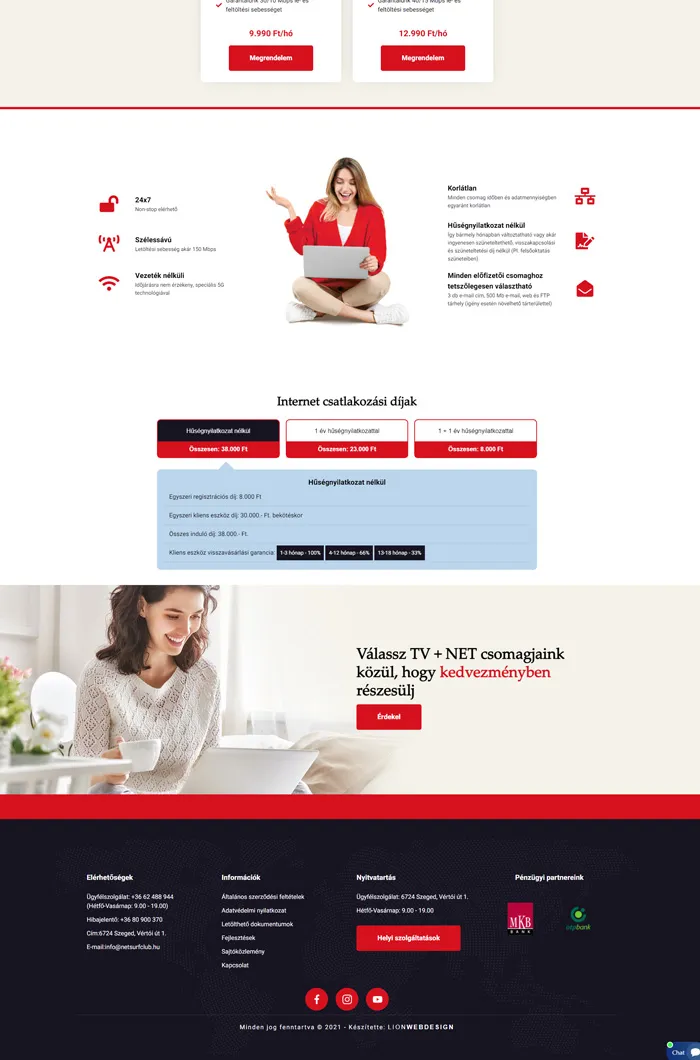 Garantálunk 30/10 Mbps le- és
feltöltési sebességet
9.990 Ft/hó
Megrendelem
Garantálunk 40/15 Mbps le- és
feltöltési sebességet
12.990 Ft/hó
Megrendelem
24x7
Non-stop elérhető
Szélessávú
Letöltési sebesség akár 150 Mbps
Vezeték nélküli
Időjárásra nem érzékeny, speciális 5G
technológiával
Korlátlan
Minden csomag időben és adatmennyiségben
egyaránt korlátlan
Hűségnyilatkozat nélkül
Így bármely hónapban változtatható vagy akár
ingyenesen szüneteltethető, visszakapcsolási
és szüneteltetési díj nélkül (Pl. felsőoktatás
szüneteiben)
Minden előfizetői csomaghoz
tetszőlegesen választható
3 db e-mail cím, 500 Mb e-mail, web és FTP
tárhely (igény esetén növelhető tárterülettel)
Internet csatlakozási díjak
Hűségnyilatkozat nélkül
Összesen: 38.000 Ft
1 év hűségnyilatkozattal
Összesen: 23.000 Ft
1 + 1 év hűségnyilatkozattal
Összesen: 8.000 Ft
Hűségnyilatkozat nélkül
Egyszeri regisztrációs díj: 8.000 Ft
Egyszeri kliens eszköz díj: 30.000.- Ft. bekötéskor
Összes induló díj: 38.000.- Ft.
Kliens eszköz visszavásárlási garancia: 1-3 hónap - 100% 4-12 hónap - 66% 13-18 hónap - 33%
Válassz TV + NET csomagjaink
közül, hogy kedvezményben
részesülj
Érdekel
Elérhetőségek
Ügyfélszolgálat: +36 62 488 944
(Hétfő-Vasárnap: 9.00 - 19.00)
Hibajelentő: +36 80 900 370
Cím:6724 Szeged, Vértói út 1.
E-mail:info@netsurfclub.hu
Információk
Általános szerződési feltételek
Adatvédelmi nyilatkozat
Letölthető dokumentumok
Fejlesztések
Sajtóközlemény
Kapcsolat
Nyitvatartás
Ügyfélszolgálat: 6724 Szeged, Vértói út 1.
Hétfő-Vasárnap: 9.00 - 19.00
Helyi szolgáltatások
Pénzügyi partnereink
MKB
BANK
otpbank
Minden jog fenntartva © 2021 - Készítette: LIONWEBDESIGN
Chat